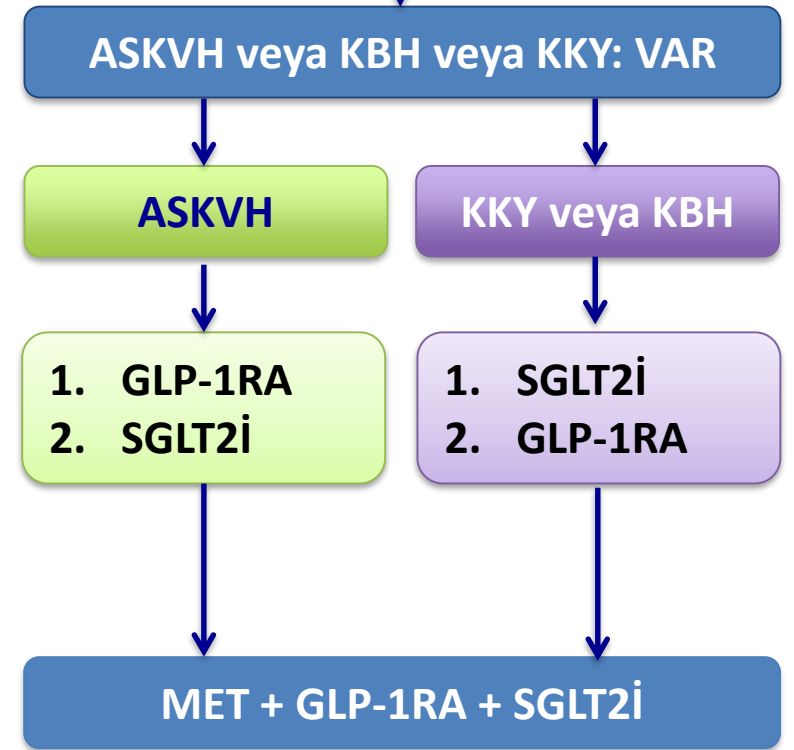 ASKVH veya KBH veya KKY: VAR
ASKVH
KKY veya KBH
1. GLP-1RA
2. SGLT2İ
1. SGLT2İ
2. GLP-1RA
MET + GLP-1RA + SGLT2İ